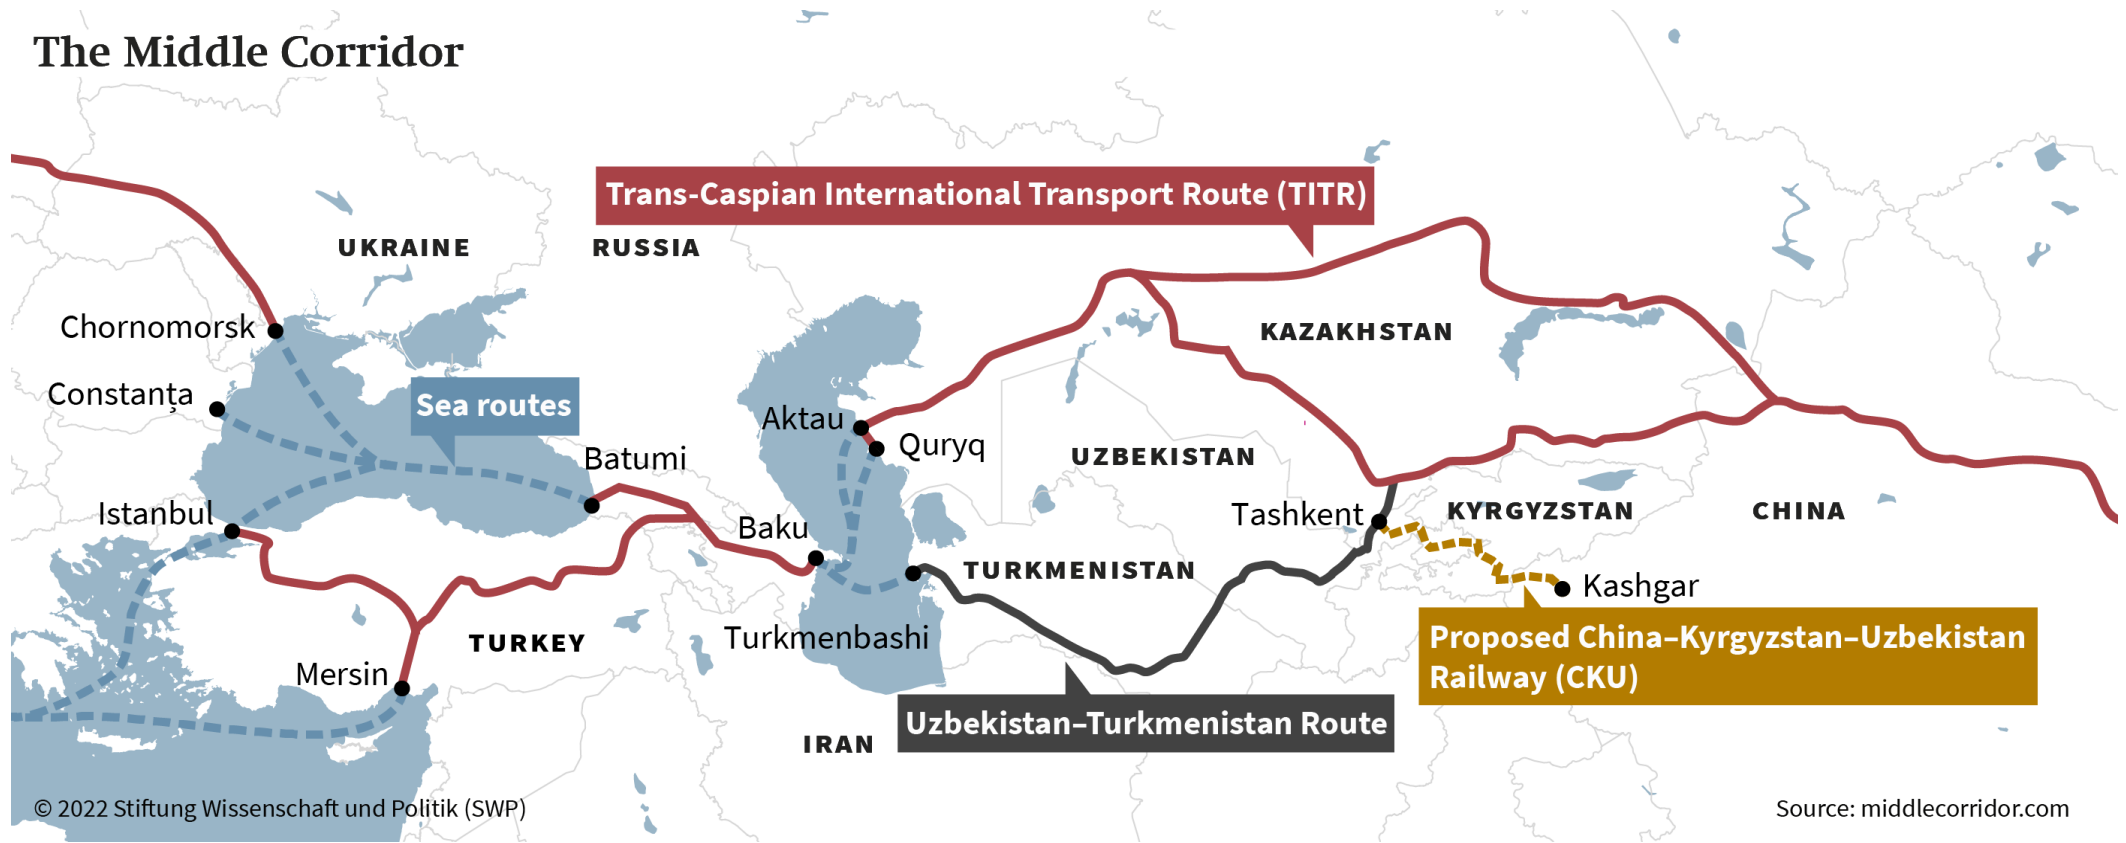 The Middle Corridor
Trans-Caspian International Transport Route (TITR)
UKRAINE
RUSSIA
Chornomorsk
KAZAKHSTAN
Constanța
Sea routes
Aktau
Quryq
Batumi
UZBEKISTAN
Istanbul
Tashkent
KYRGYZSTAN
CHINA
Baku
TURKMENISTAN
Kashgar
TURKEY
Turkmenbashi
Proposed China–Kyrgyzstan–Uzbekistan
Railway (CKU)
Mersin
Uzbekistan–Turkmenistan Route
IRAN
© 2022 Stiftung Wissenschaft und Politik (SWP)
Source: middlecorridor.com